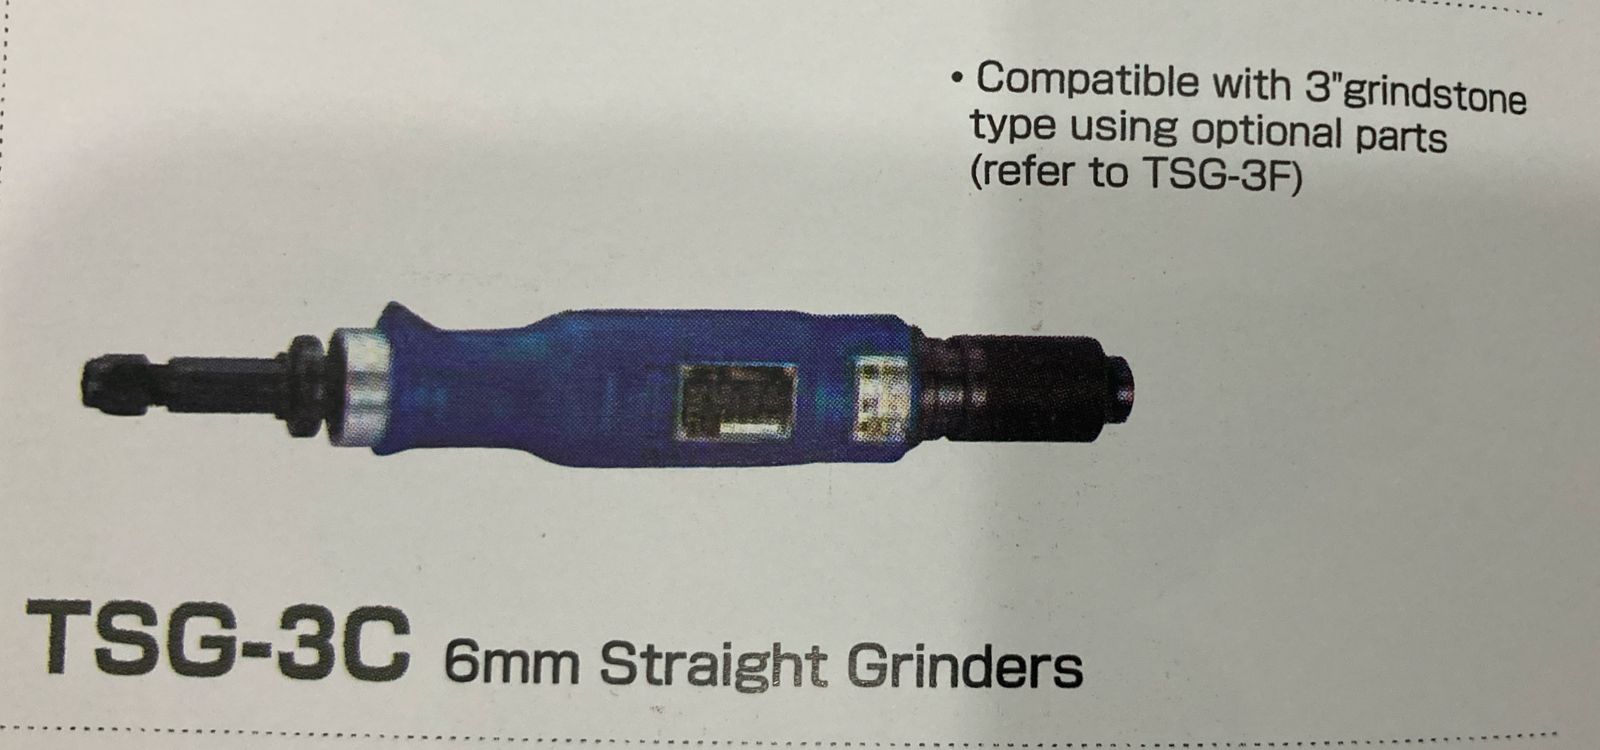 • Compatible with 3"grindstone
type using optional parts
(refer to TSG-3F)
TSG-3C 6mm Straight Grinders